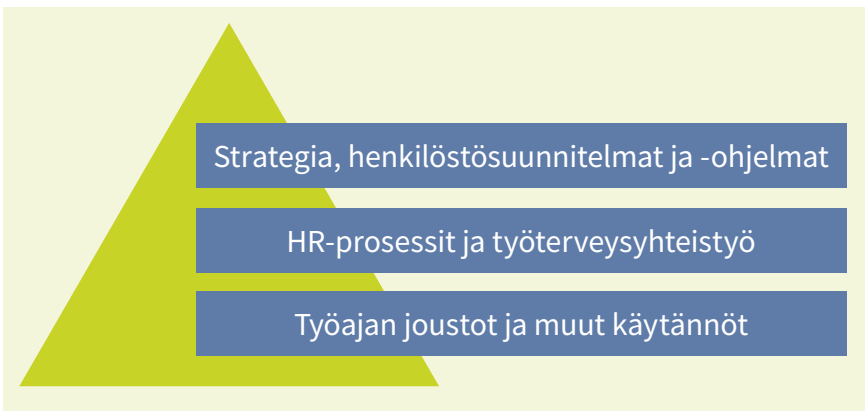 Strategia, henkilöstösuunnitelmat ja -ohjelmat
HR-prosessit ja työterveysyhteistyö
Työajan joustot ja muut käytännöt